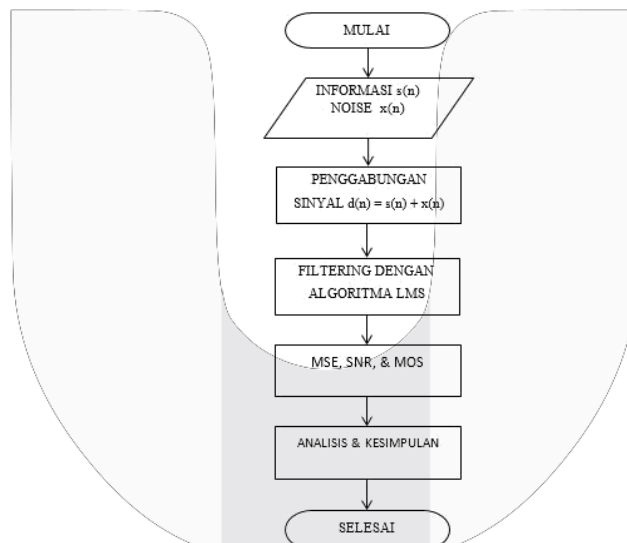 MULAI
INFORMASI s(n)
NOISE x(n)
PENGGABUNGAN
SINYAL d(n) = s(n) + x(n)
FILTERING DENGAN
ALGORITMA LMS
MSE, SNR, & MOS
ANALISIS & KESIMPULAN
SELESAI